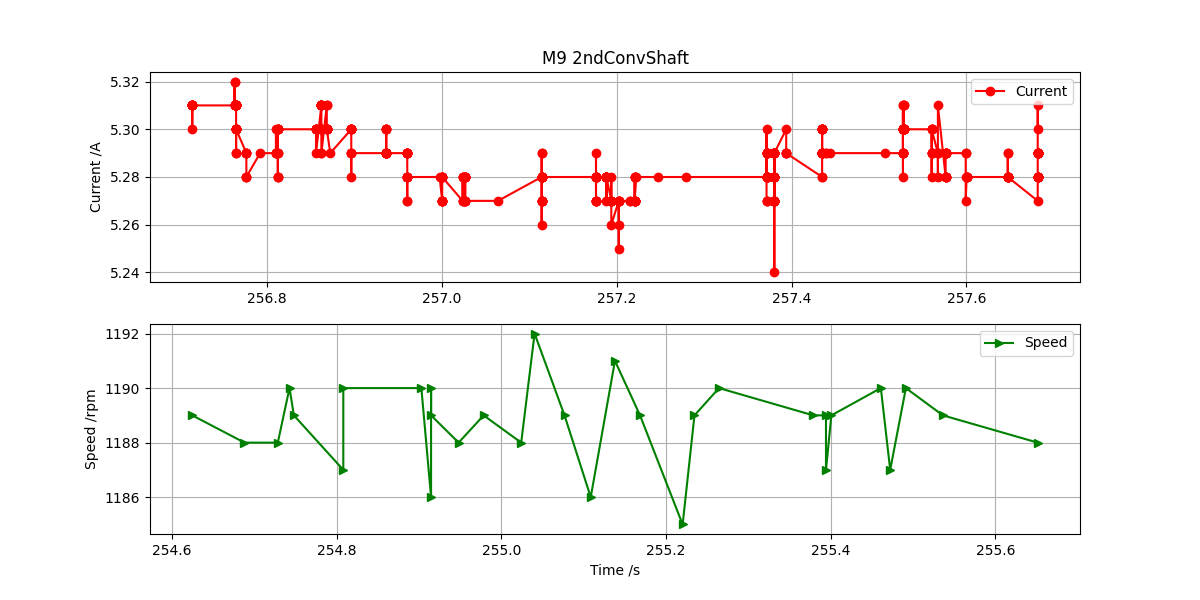 M9 2ndConvShaft
5.32
5.30
5.28
5.26
5.24
Current /A
Current
256.8 257.0 257.2 257.4 257.6
1192
1190
1188
1186
Speed /rpm
Speed
254.6 254.8 255.0 255.2 255.4 255.6
Time /s